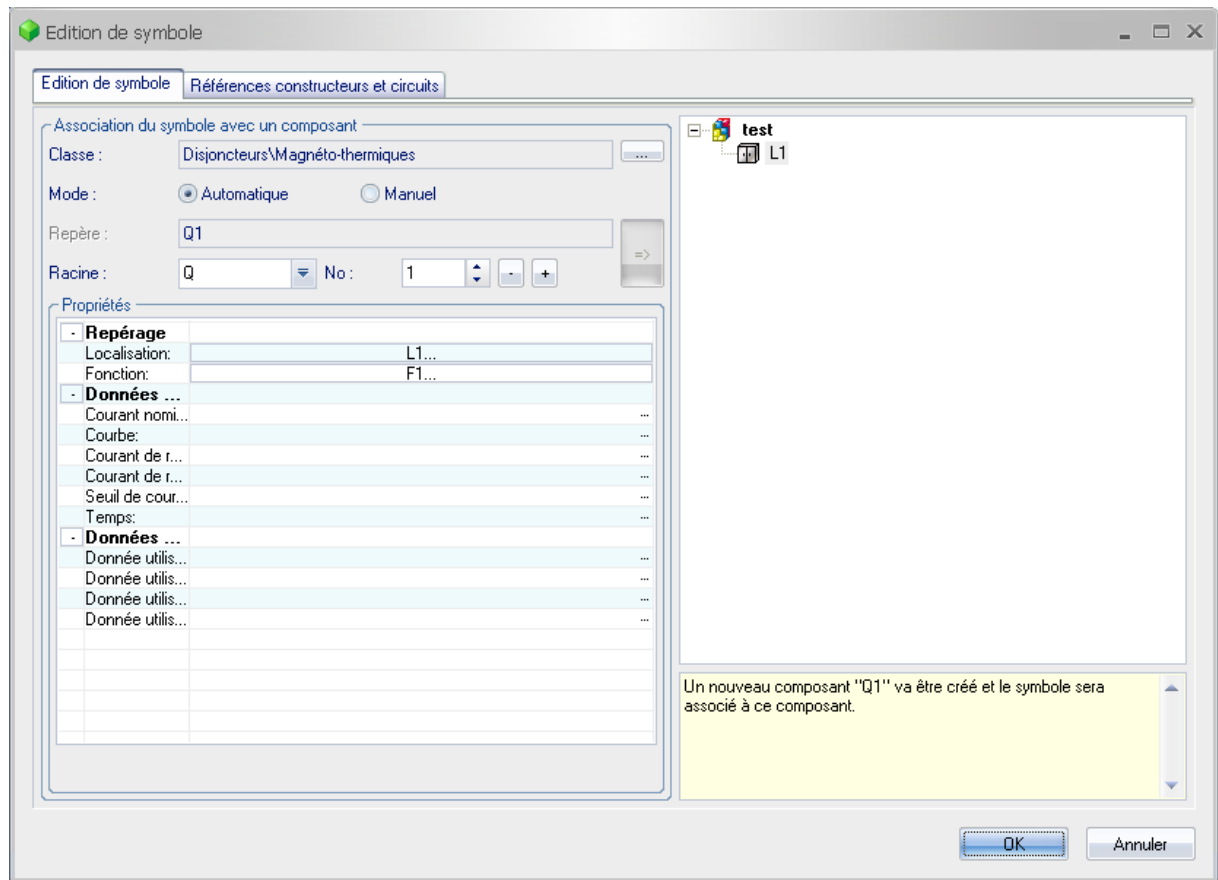 Edition de symbole
Edition de symbole Références constructeurs et circuits
Association du symbole avec un composant
Classe : Disjoncteurs\Magnéto-thermiques ...
Mode : Automatique Manuel
Repère : Q1
=>
Racine : Q No : 1 - +
Propriétés
- Repérage
Localisation: L1...
Fonction: F1...
- Données ...
Courant nomi... ...
Courbe: ...
Courant de r... ...
Courant de r... ...
Seuil de cour... ...
Temps: ...
- Données ...
Donnée utilis... ...
Donnée utilis... ...
Donnée utilis... ...
Donnée utilis... ...
test
L1
Un nouveau composant "Q1" va être créé et le symbole sera
associé à ce composant.
OK Annuler